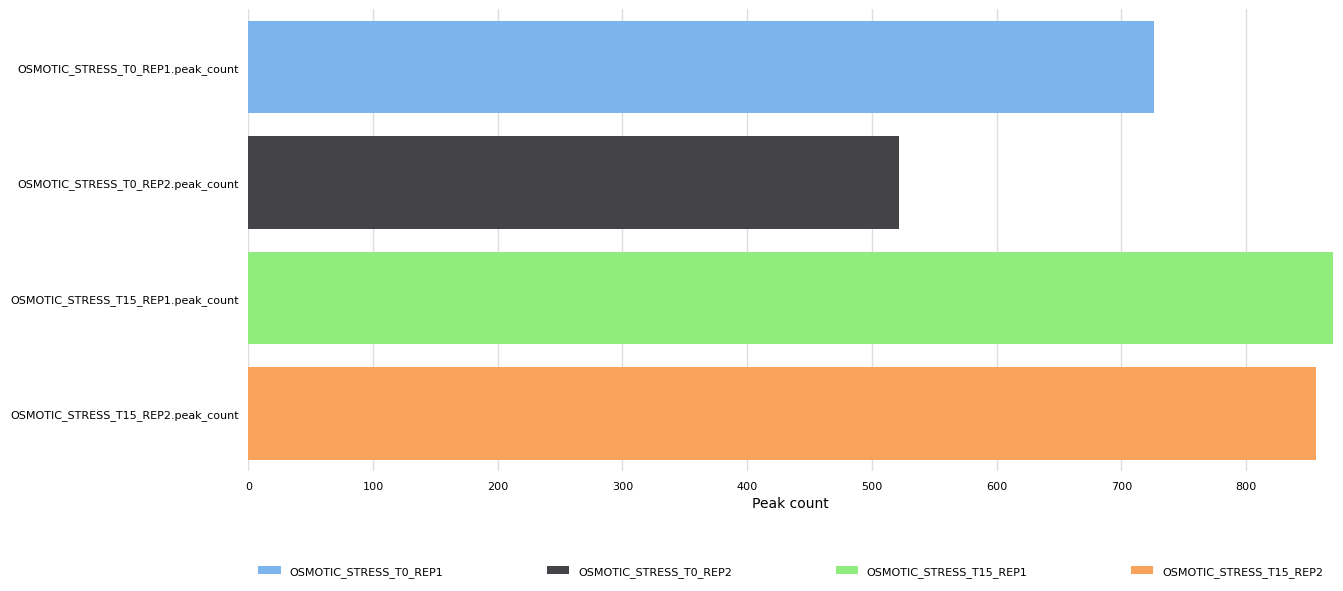 OSMOTIC_STRESS_T0_REP1.peak_count
OSMOTIC_STRESS_T0_REP2.peak_count
OSMOTIC_STRESS_T15_REP1.peak_count
OSMOTIC_STRESS_T15_REP2.peak_count
0 100 200 300 400 500 600 700 800
Peak count
OSMOTIC_STRESS_T0_REP1 OSMOTIC_STRESS_T0_REP2 OSMOTIC_STRESS_T15_REP1 OSMOTIC_STRESS_T15_REP2